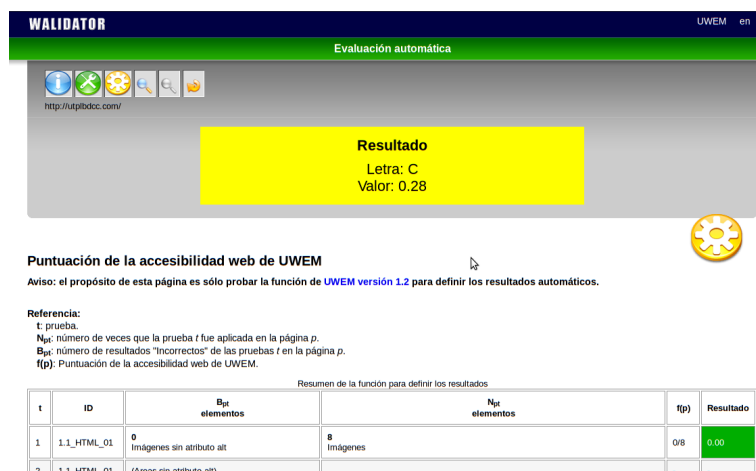 WALIDATOR
UWEM en
Evaluación automática
http://utplbdcc.com/
Resultado
Letra: C
Valor: 0.28
Puntuación de la accesibilidad web de UWEM
Aviso: el propósito de esta página es sólo probar la función de UWEM versión 1.2 para definir los resultados automáticos.
Referencia:
t: prueba.
Npt: número de veces que la prueba t fue aplicada en la página p.
Bpt: número de resultados "Incorrectos" de las pruebas t en la página p.
f(p): Puntuación de la accesibilidad web de UWEM.
Resumen de la función para definir los resultados
t ID Bpt elementos Npt elementos f(p) Resultado
1 1.1_HTML_01 0 Imágenes sin atributo alt 8 Imágenes 0/8 0.00
2 1.1_HTML_01 (Areas sin atributo alt)